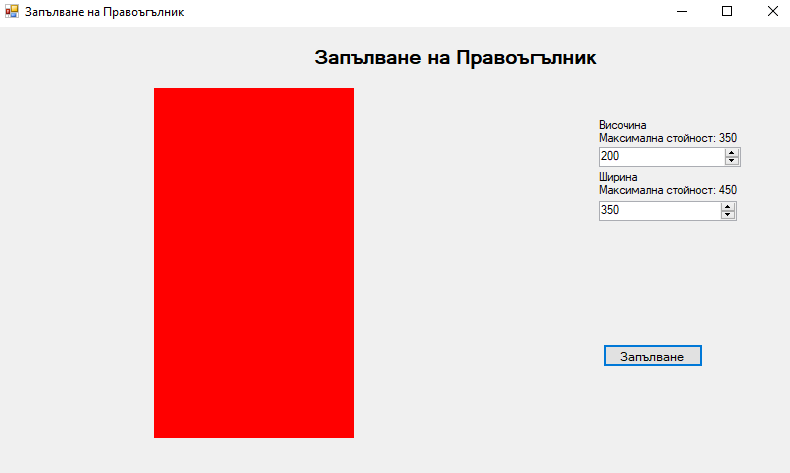 Запълване на Правоъгълник
Запълване на Правоъгълник
Височина
Максимална стойност: 350
200
Ширина
Максимална стойност: 450
350
Запълване